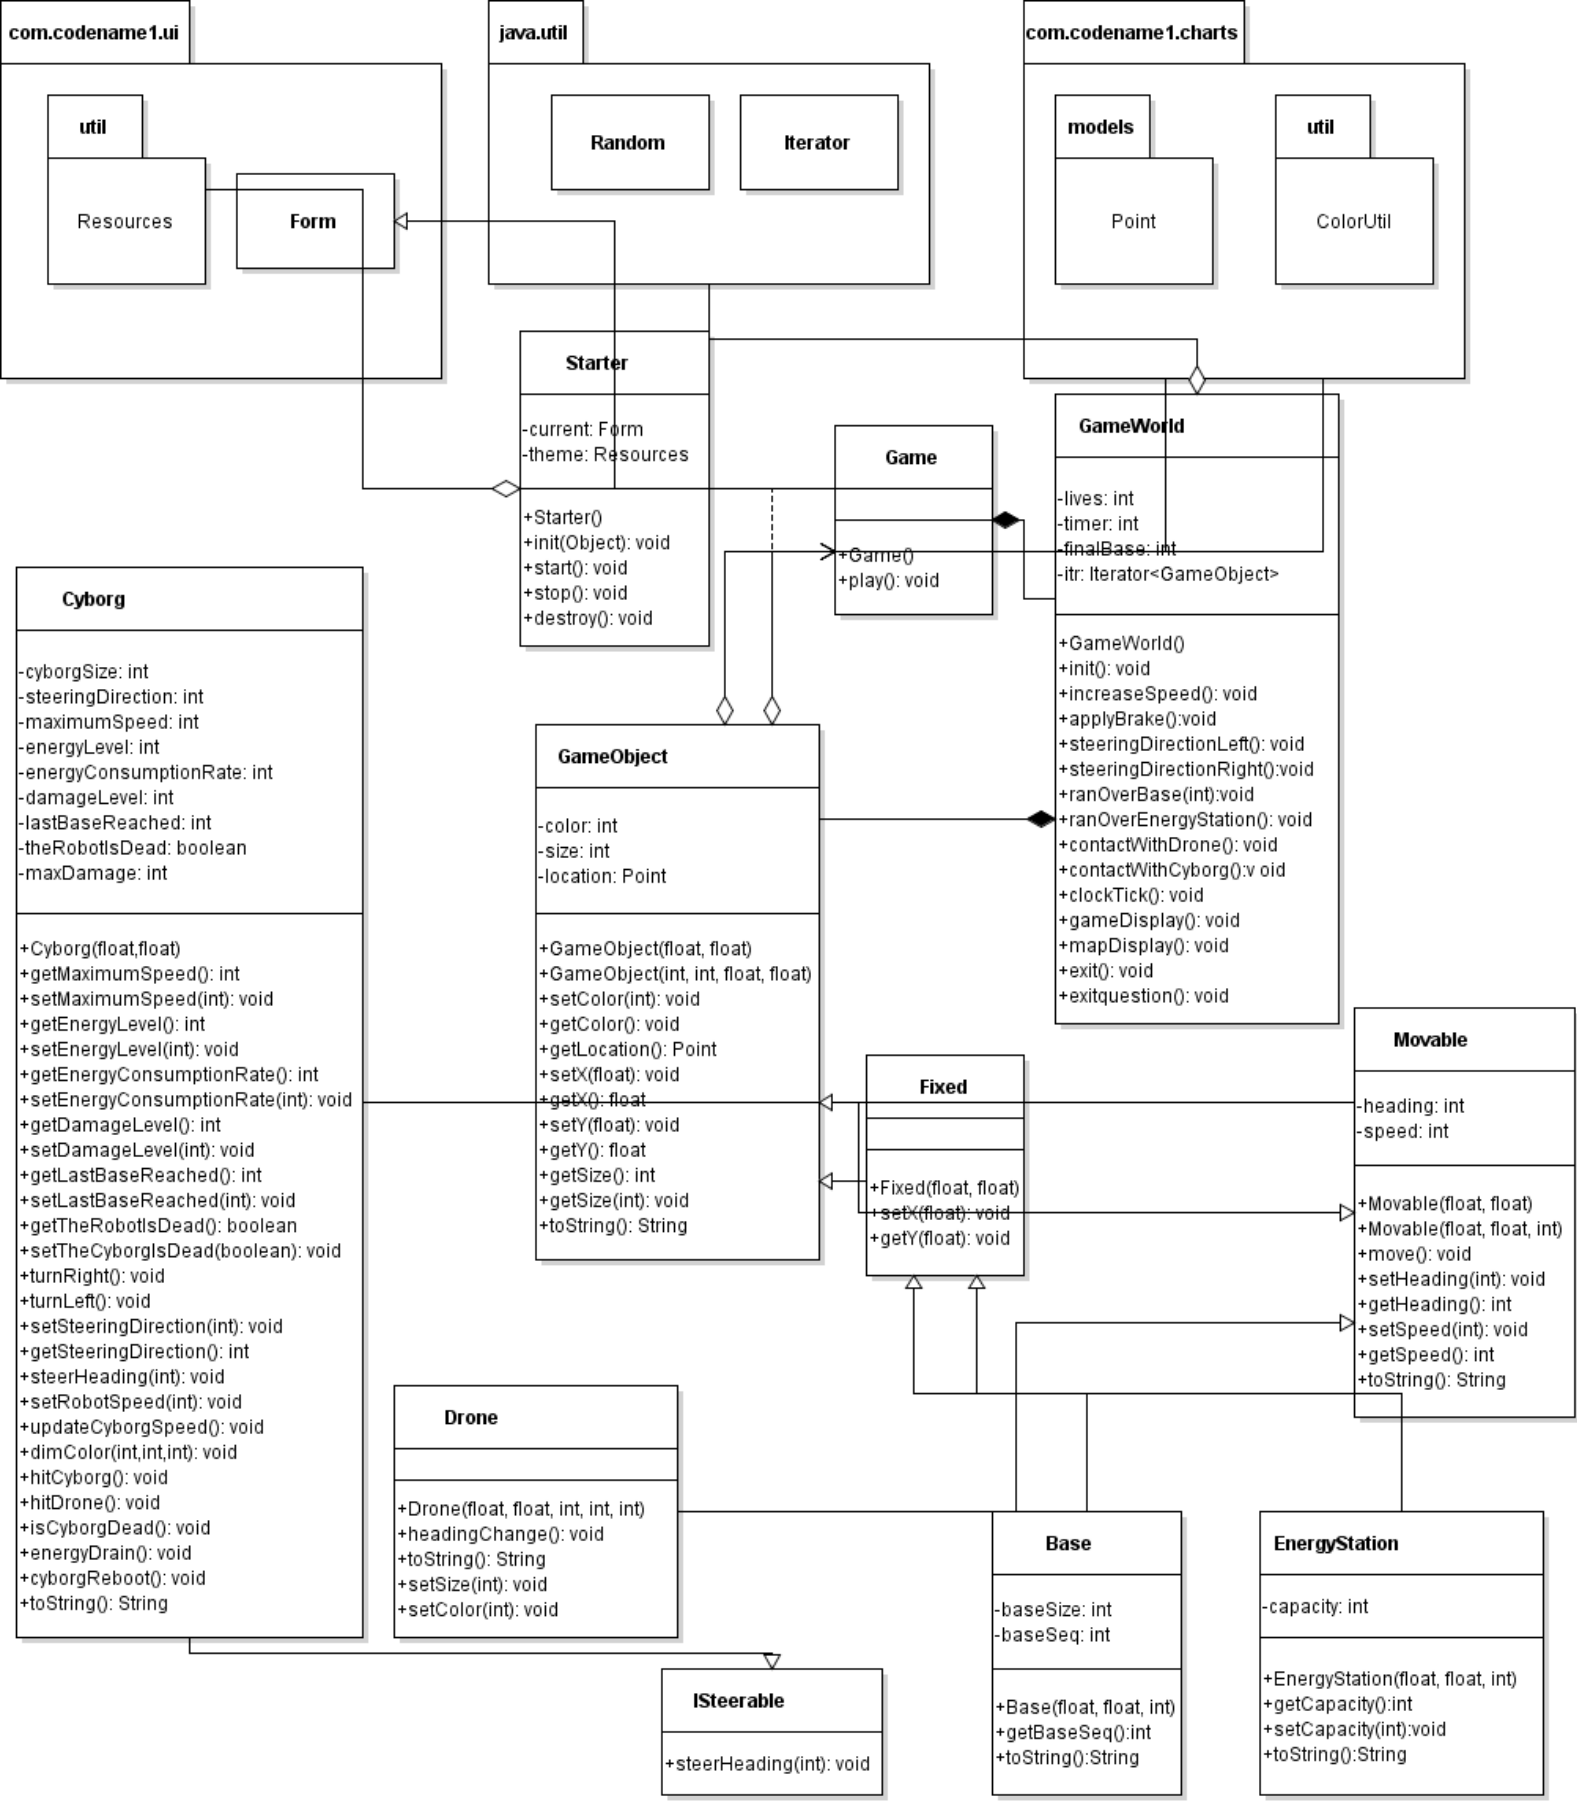 com.codename1.ui
util
Resources
Form
java.util
Random
Iterator
com.codename1.charts
models
Point
util
ColorUtil
Starter
-current: Form
-theme: Resources
+Starter()
+init(Object): void
+start(): void
+stop(): void
+destroy(): void
Game
+Game()
+play(): void
GameWorld
-lives: int
-timer: int
-finalBase: int
-itr: Iterator<GameObject>
+GameWorld()
+init(): void
+increaseSpeed(): void
+applyBrake():void
+steeringDirectionLeft(): void
+steeringDirectionRight():void
+ranOverBase(int):void
+ranOverEnergyStation(): void
+contactWithDrone(): void
+contactWithCyborg():v oid
+clockTick(): void
+gameDisplay(): void
+mapDisplay(): void
+exit(): void
+exitquestion(): void
Cyborg
-cyborgSize: int
-steeringDirection: int
-maximumSpeed: int
-energyLevel: int
-energyConsumptionRate: int
-damageLevel: int
-lastBaseReached: int
-theRobotIsDead: boolean
-maxDamage: int
+Cyborg(float,float)
+getMaximumSpeed(): int
+setMaximumSpeed(int): void
+getEnergyLevel(): int
+setEnergyLevel(int): void
+getEnergyConsumptionRate(): int
+setEnergyConsumptionRate(int): void
+getDamageLevel(): int
+setDamageLevel(int): void
+getLastBaseReached(): int
+setLastBaseReached(int): void
+getTheRobotIsDead(): boolean
+setTheCyborgIsDead(boolean): void
+turnRight(): void
+turnLeft(): void
+setSteeringDirection(int): void
+getSteeringDirection(): int
+steerHeading(int): void
+setRobotSpeed(int): void
+updateCyborgSpeed(): void
+dimColor(int,int,int): void
+hitCyborg(): void
+hitDrone(): void
+isCyborgDead(): void
+energyDrain(): void
+cyborgReboot(): void
+toString(): String
GameObject
-color: int
-size: int
-location: Point
+GameObject(float, float)
+GameObject(int, int, float, float)
+setColor(int): void
+getColor(): void
+getLocation(): Point
+setX(float): void
+getX(): float
+setY(float): void
+getY(): float
+getSize(): int
+getSize(int): void
+toString(): String
Fixed
+Fixed(float, float)
+setX(float): void
+getY(float): void
Movable
-heading: int
-speed: int
+Movable(float, float)
+Movable(float, float, int)
+move(): void
+setHeading(int): void
+getHeading(): int
+setSpeed(int): void
+getSpeed(): int
+toString(): String
Drone
+Drone(float, float, int, int, int)
+headingChange(): void
+toString(): String
+setSize(int): void
+setColor(int): void
Base
-baseSize: int
-baseSeq: int
+Base(float, float, int)
+getBaseSeq():int
+toString():String
EnergyStation
-capacity: int
+EnergyStation(float, float, int)
+getCapacity():int
+setCapacity(int):void
+toString():String
ISteerable
+steerHeading(int): void